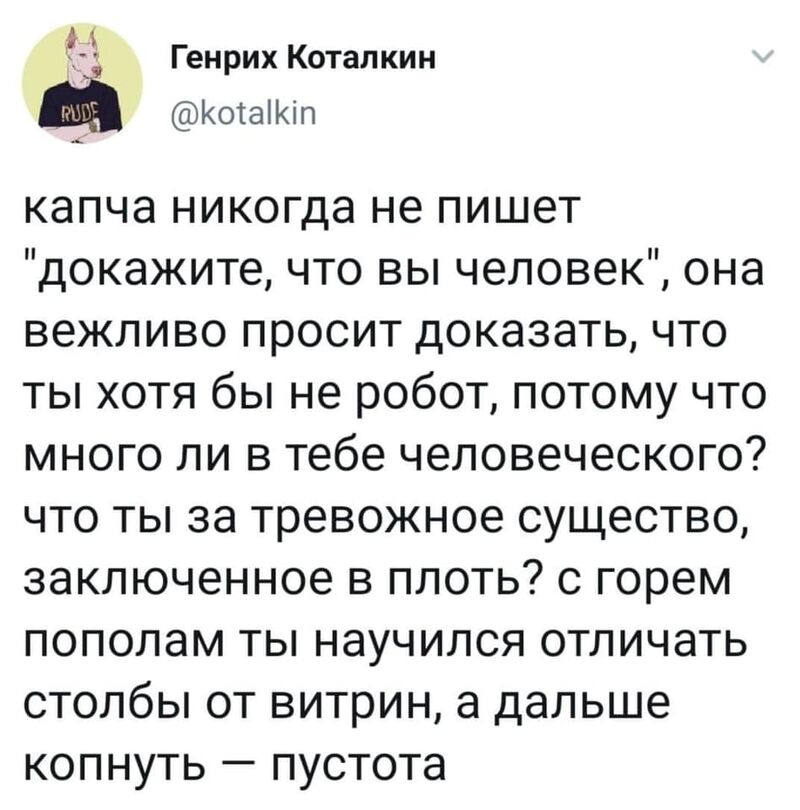 Генрих Коталкин
@kotalkin
RUDE
капча никогда не пишет
"докажите, что вы человек", она
вежливо просит доказать, что
ты хотя бы не робот, потому что
много ли в тебе человеческого?
что ты за тревожное существо,
заключенное в плоть? с горем
пополам ты научился отличать
столбы от витрин, а дальше
копнуть — пустота